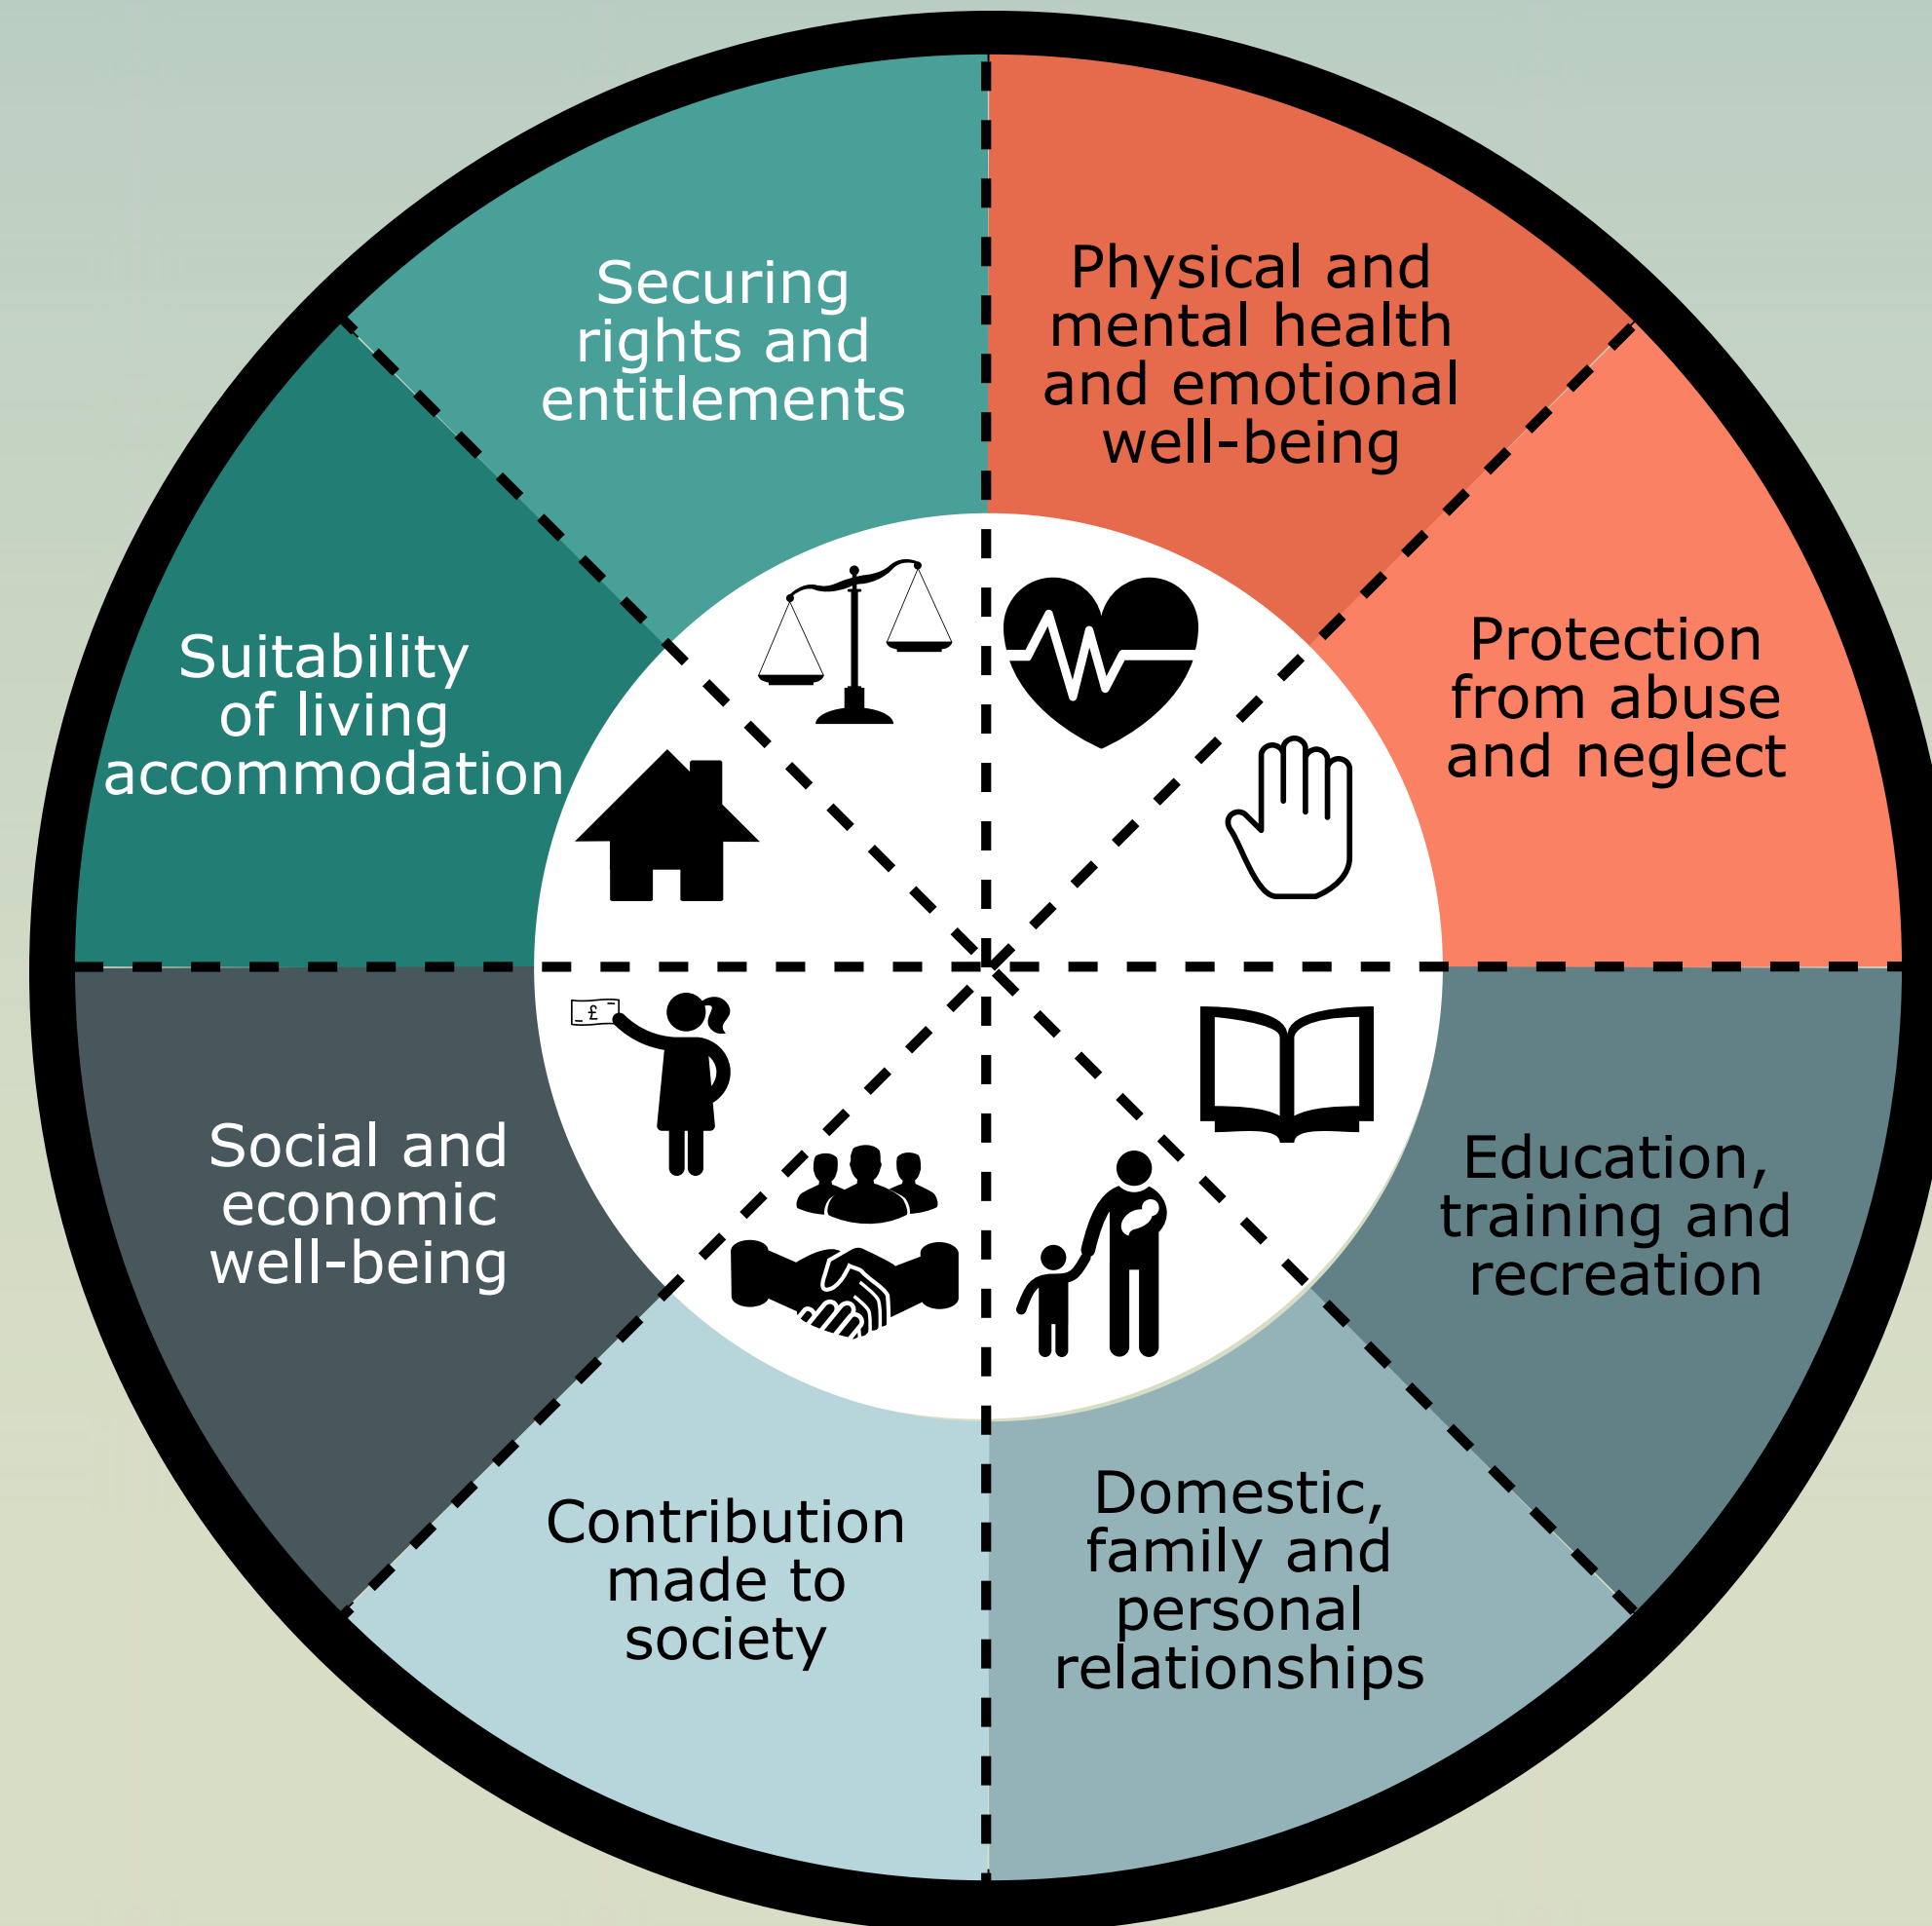 Securing
rights and
entitlements
Physical and
mental health
and emotional
well-being
Protection
from abuse
and neglect
Education,
training and
recreation
Domestic,
family and
personal
relationships
Contribution
made to
society
Social and
economic
well-being
£
Suitability
of living
accommodation